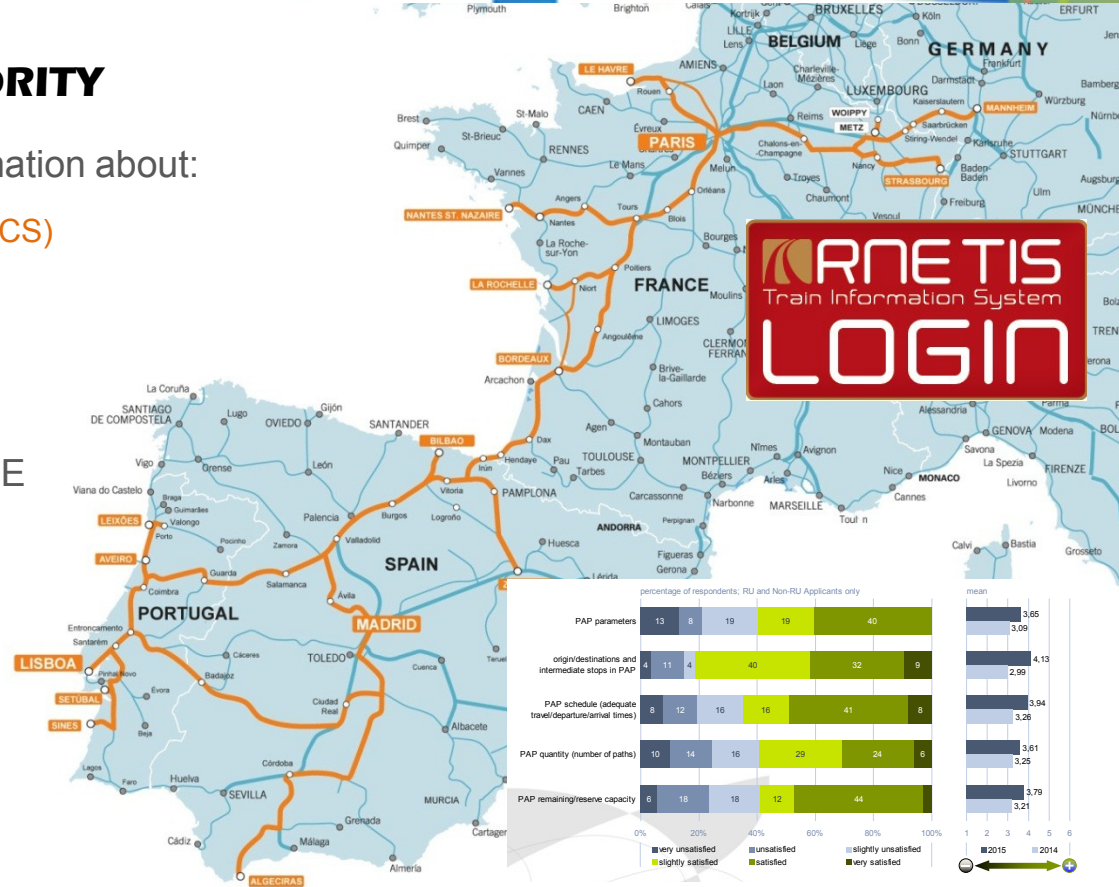 ORITY
mation about:
CS)
E
Plymouth
Brighton
Calais
Kortrijk
BRUXELLES
Köln
ERFURT
LILLE
Lens
BELGIUM
Liege
Bonn
GERMANY
Frankfurt
AMIENS
Charleville-
Mézières
LUXEMBOURG
Darmstadt
Bamberg
LE HAVRE
Rouen
Laon
Kaiserslautern
MANNHEIM
Würzburg
CAEN
Reims
WOIPPY
METZ
Saarbrücken
Stiring-Wendel
Karlsruhe
Brest
St-Malo
St-Brieuc
Évreux
PARIS
Chalons-en-
-Champagne
Nancy
STUTTGART
Quimper
RENNES
Le Mans
Melun
Troyes
STRASBOURG
Baden-
Baden
Augsburg
Vannes
Orléans
Chaumont
Freiburg
Ulm
NANTES ST. NAZAIRE
Angers
Tours
Blois
Vesoul
Nantes
Bourges
La Roche-
sur-Yon
Poitiers
LA ROCHELLE
Niort
FRANCE
Moulins
RNE TIS
Train Information System
LOGIN
Angoulême
LIMOGES
CLERMO
FERRAN
BORDEAUX
Arcachon
Brive-
la-Gaillarde
Cahors
Agen
Montauban
La Coruña
SANTIAGO
DE COMPOSTELA
Lugo
OVIEDO
Gijón
SANTANDER
BILBAO
Dax
Hendaye
Irún
Pau
Tarbes
TOULOUSE
MONTPELLIER
Nîmes
Avignon
Béziers
Arles
Alessandria
Parma
GENOVA
Modena
Savona
La Spezia
Livorno
FIRENZE
Nice
MONACO
Cannes
Vigo
Orense
León
Vitoria
PAMPLONA
Carcassonne
Narbonne
MARSEILLE
Viana do Castelo
Braga
Guimarães
LEIXÕES
Valongo
Porto
Palencia
Burgos
Logroño
ANDORRA
Perpignan
AVEIRO
Pocinho
Zamora
Valladolid
Huesca
Figueras
Gerona
Calvi
Bastia
Grosseto
Guarda
Salamanca
SPAIN
Lérida
Coimbra
Ávila
PORTUGAL
MADRID
Entroncamento
Santarém
LISBOA
Cáceres
TOLEDO
Cuenca
Teruel
Pinhal Novo
Badajoz
SETÚBAL
Évora
Ciudad
Real
SINES
Beja
Albacete
Lagos
Faro
Huelva
SEVILLA
Córdoba
MURCIA
Granada
Cádiz
Málaga
Almería
ALGECIRAS
percentage of respondents; RU and Non-RU Applicants only
mean
PAP parameters
13 8 19 19 40
3,65
3,09
origin/destinations and
intermediate stops in PAP
4 11 4 40 32 9
4,13
2,99
PAP schedule (adequate
travel/departure/arrival times)
8 12 16 16 41 8
3,94
3,26
PAP quantity (number of paths)
10 14 16 29 24 6
3,61
3,25
PAP remaining/reserve capacity
6 18 18 12 44
3,79
3,21
0% 20% 40% 60% 80% 100%
1 2 3 4 5 6
very unsatisfied unsatisfied slightly unsatisfied
slightly satisfied satisfied very satisfied
2015 2014